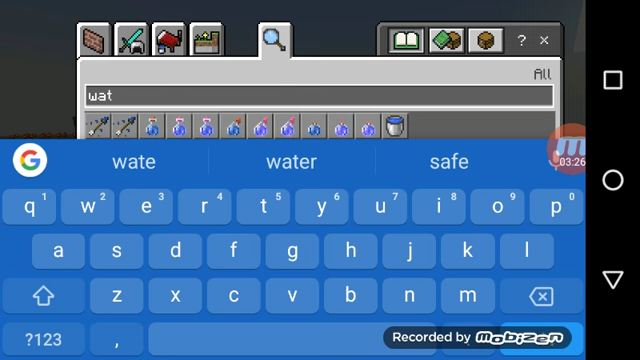 ? ×
All
wat
03:26
G
wate water safe
q1 w2 e3 r4 t5 y6 u7 i8 o9 p0
a s d f g h j k l
z x c v b n m
?123 ,
Recorded by mobizen